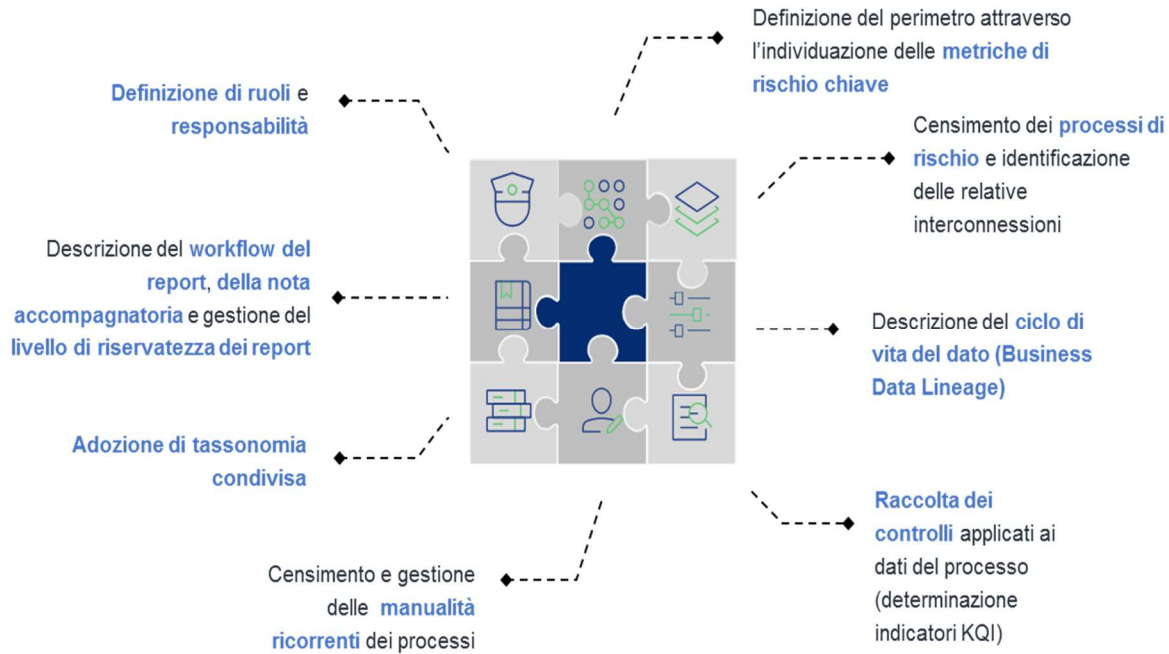 Definizione del perimetro attraverso
l'individuazione delle metriche di
rischio chiave
Definizione di ruoli e
responsabilità
Censimento dei processi di
rischio e identificazione
delle relative
interconnessioni
Descrizione del workflow del
report, della nota
accompagnatoria e gestione del
livello di riservatezza dei report
Descrizione del ciclo di
vita del dato (Business
Data Lineage)
Adozione di tassonomia
condivisa
Raccolta dei
controlli applicati ai
dati del processo
(determinazione
indicatori KQI)
Censimento e gestione
delle manualità
ricorrenti dei processi